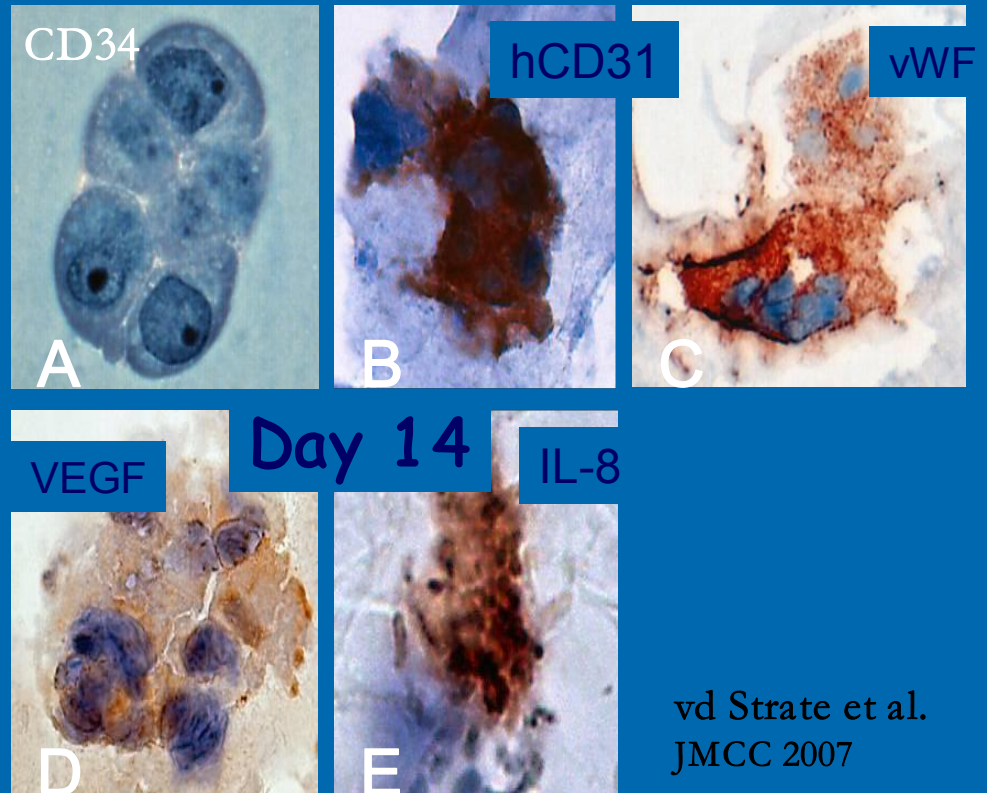 CD34
hCD31
vWF
A
B
C
Day 14
VEGF
IL-8
D
E
vd Strate et al.
JMCC 2007